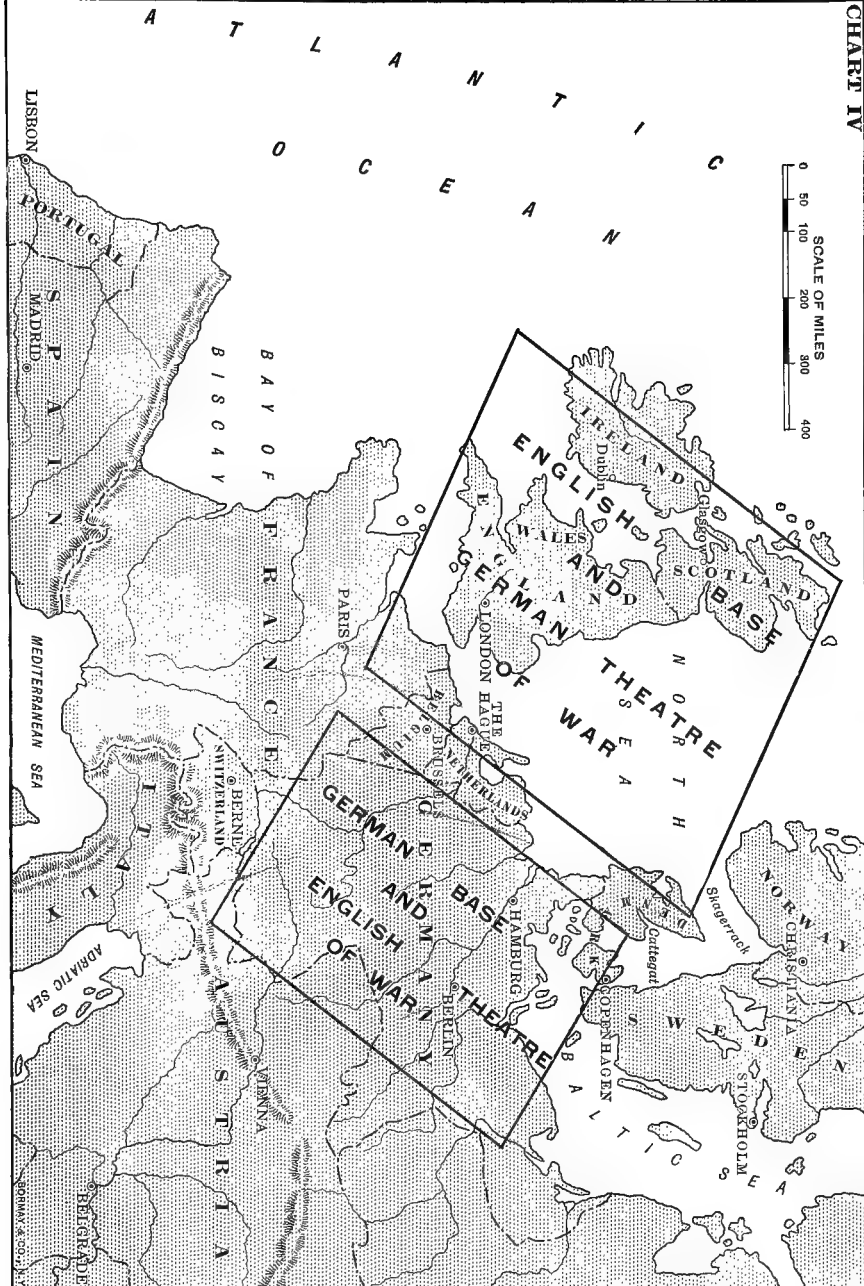 CHART IV
SCALE OF MILES
0 50 100 200 300 400
ATLANTIC
OCEAN
NORTH
SEA
NORWAY
CHRISTIANIA
SWEDEN
STOCKHOLM
Skagerrack
Cattegat
DENMARK
COPENHAGEN
BALTIC SEA
SCOTLAND
Glasgow
IRELAND
Dublin
ENGLAND
WALES
LONDON
ENGLISH BASE
AND
GERMAN THEATRE
OF WAR
THE
HAGUE
NETHERLANDS
BELGIUM
BRUSSELS
HAMBURG
BERLIN
GERMANY
GERMAN BASE
AND
ENGLISH THEATRE
OF WAR
PARIS
FRANCE
BAY OF
BISCAY
BERNE
SWITZERLAND
VIENNA
AUSTRIA
BELGRADE
ITALY
ADRIATIC SEA
MEDITERRANEAN SEA
SPAIN
MADRID
PORTUGAL
LISBON
BORMAY & CO., N.Y.